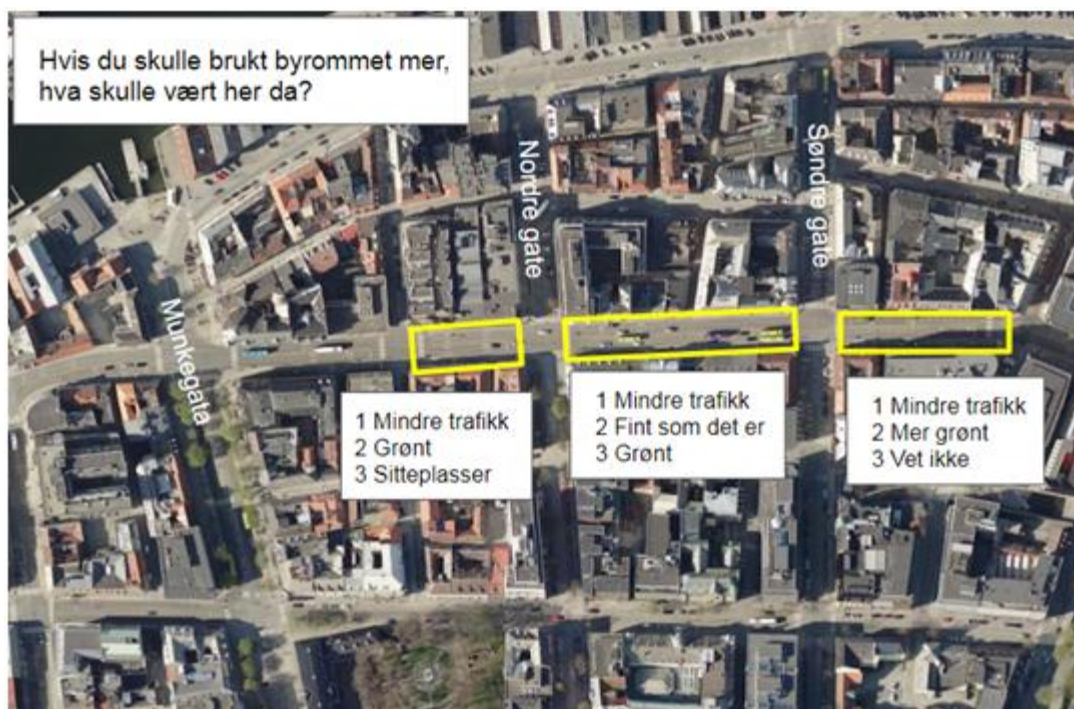 Hvis du skulle brukt byrommet mer,
hva skulle vært her da?
Munkegata
Nordre gate
Søndre gate
1 Mindre trafikk
2 Grønt
3 Sitteplasser
1 Mindre trafikk
2 Fint som det er
3 Grønt
1 Mindre trafikk
2 Mer grønt
3 Vet ikke